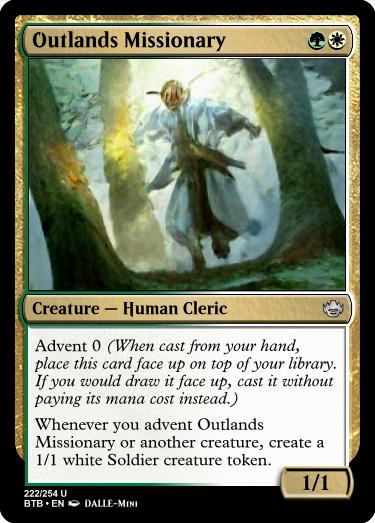 Outlands Missionary
Creature — Human Cleric
Advent 0 (When cast from your hand,
place this card face up on top of your library.
If you would draw it face up, cast it without
paying its mana cost instead.)
Whenever you advent Outlands
Missionary or another creature, create a
1/1 white Soldier creature token.
1/1
222/254 U
BTB • EN DALLE-Mini